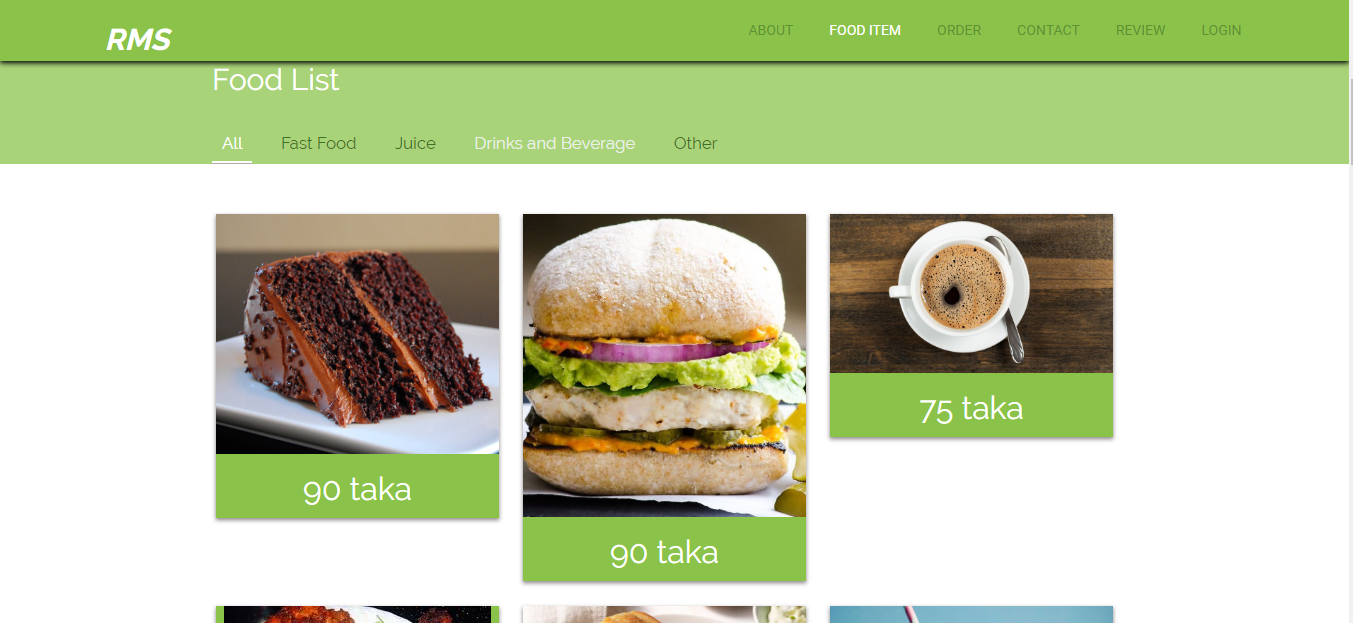 RMS
ABOUT FOOD ITEM ORDER CONTACT REVIEW LOGIN
Food List
All Fast Food Juice Drinks and Beverage Other
90 taka
90 taka
75 taka